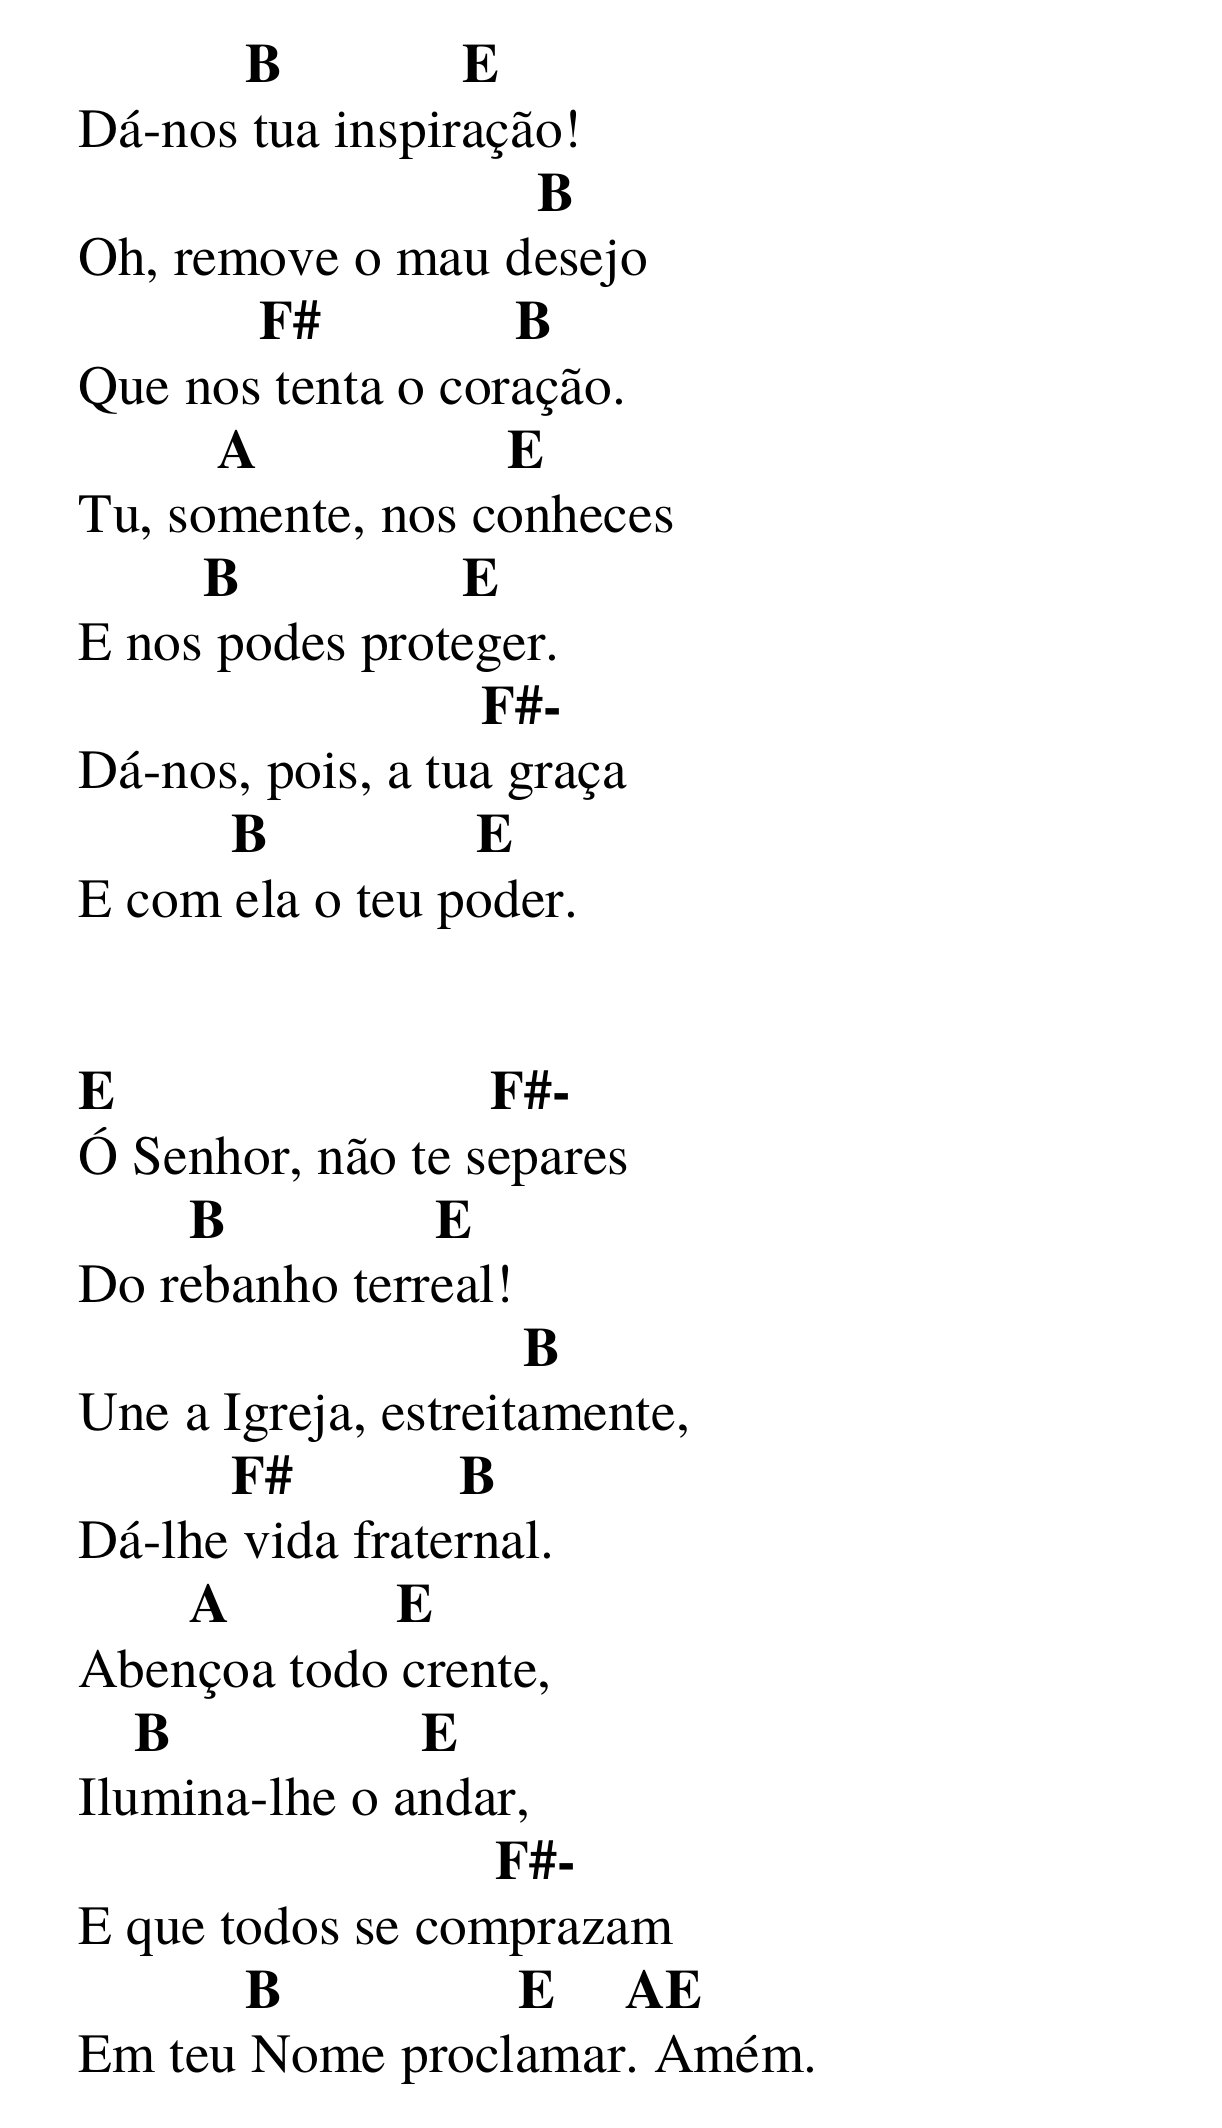 B E
Dá-nos tua inspiração!
B
Oh, remove o mau desejo
F# B
Que nos tenta o coração.
A E
Tu, somente, nos conheces
B E
E nos podes proteger.
F#-
Dá-nos, pois, a tua graça
B E
E com ela o teu poder.
E F#-
Ó Senhor, não te separes
B E
Do rebanho terreal!
B
Une a Igreja, estreitamente,
F# B
Dá-lhe vida fraternal.
A E
Abençoa todo crente,
B E
Ilumina-lhe o andar,
F#-
E que todos se comprazam
B E AE
Em teu Nome proclamar. Amém.